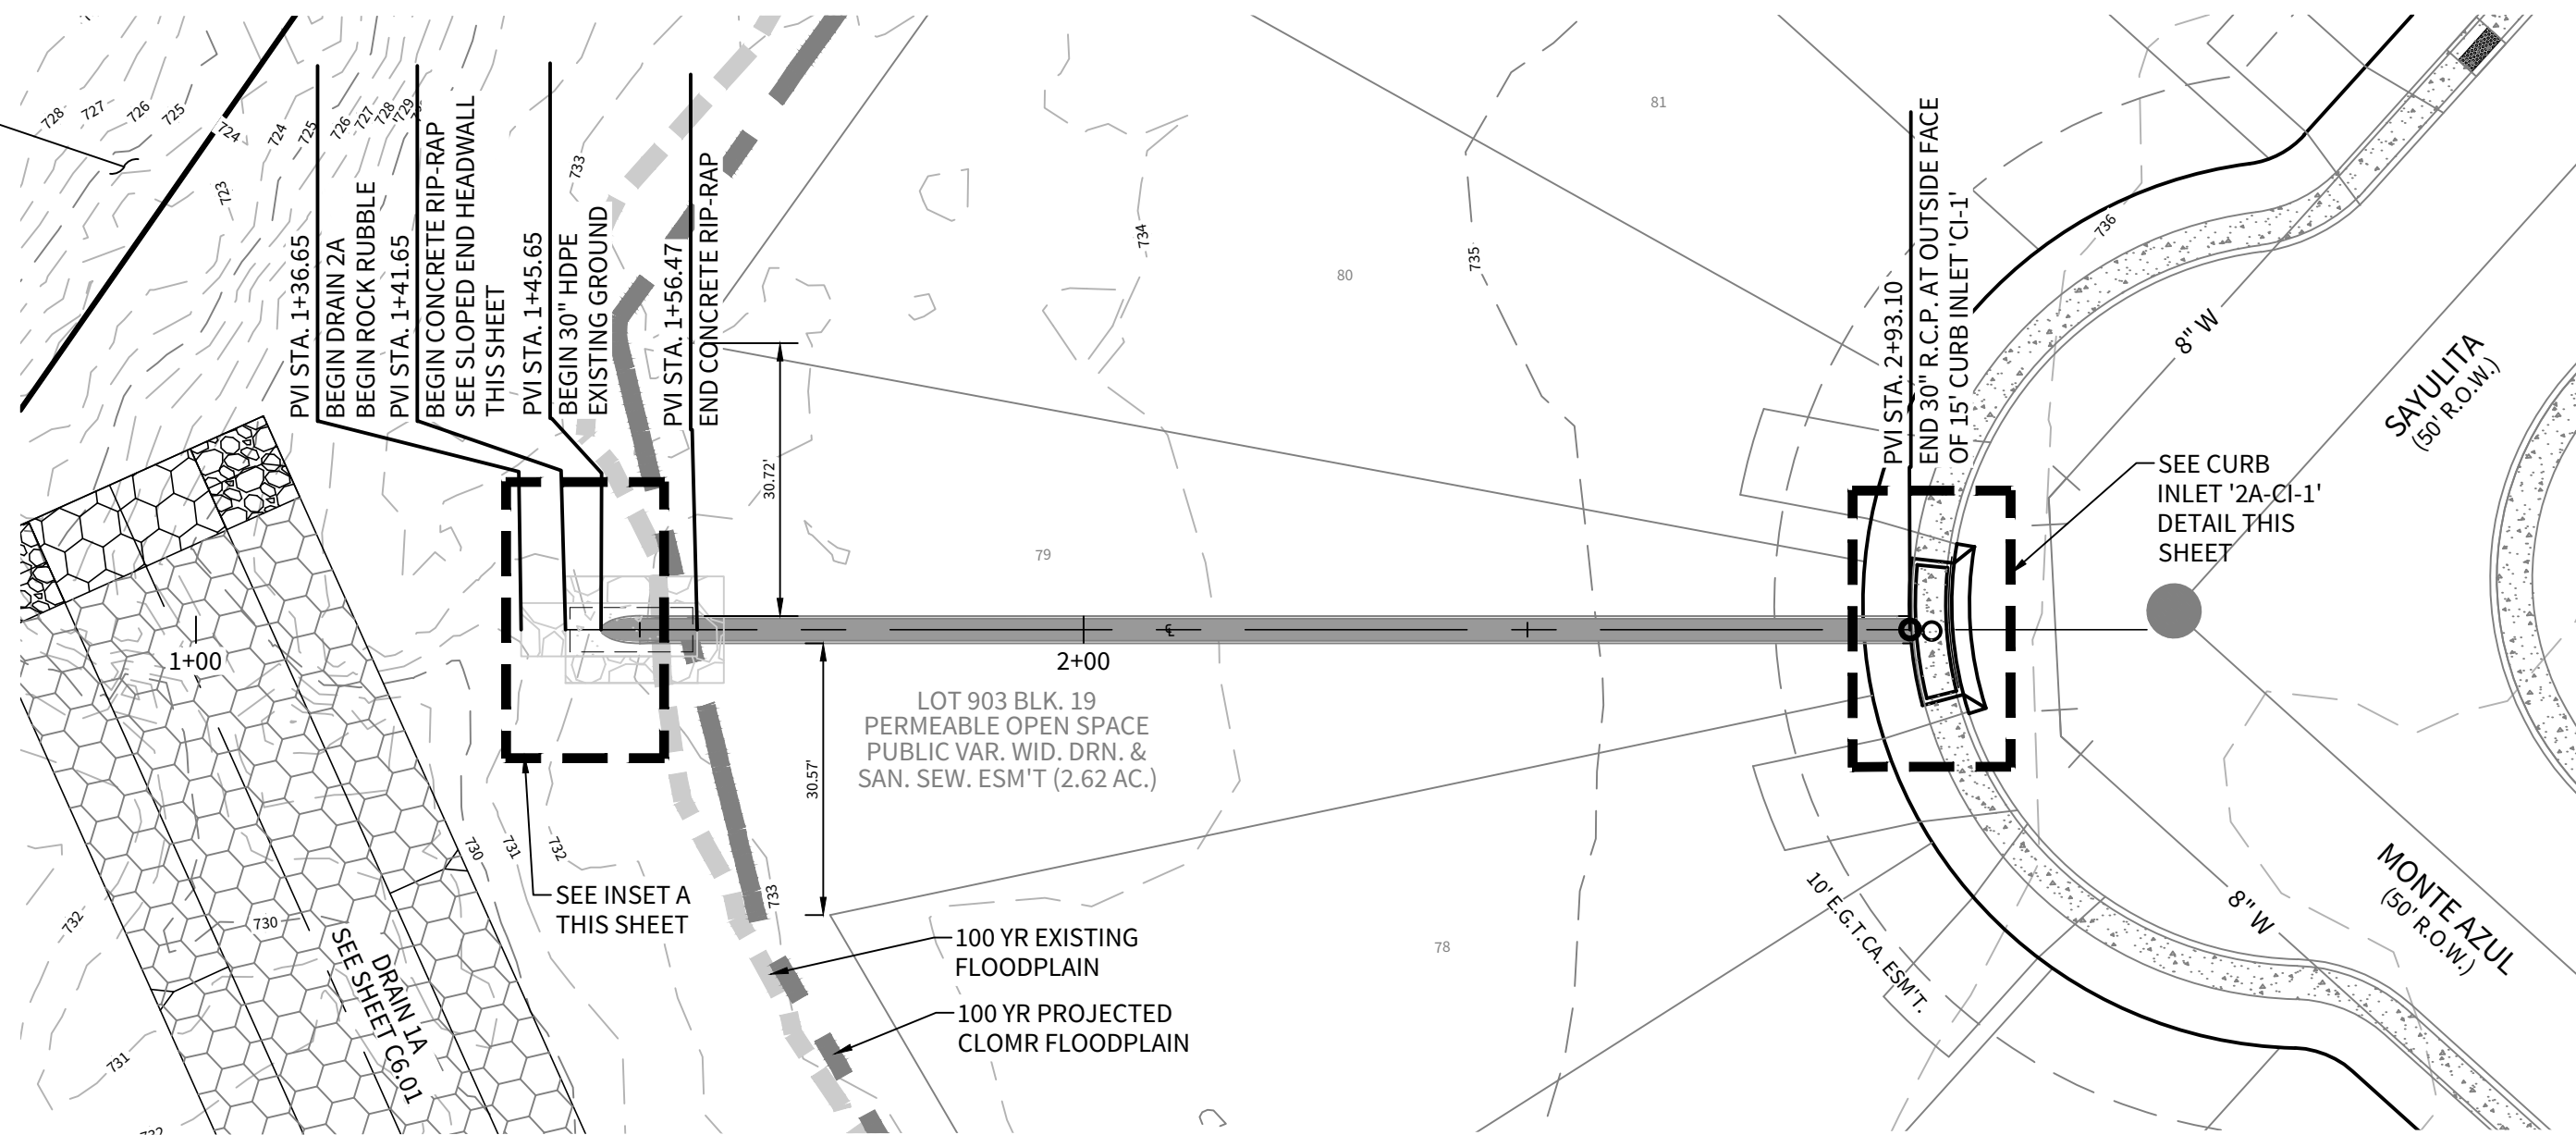 728
727
726
725
724
724
725
726
727
728
729
723
733
PVI STA. 1+36.65
BEGIN DRAIN 2A
BEGIN ROCK RUBBLE
PVI STA. 1+41.65
BEGIN CONCRETE RIP-RAP
SEE SLOPED END HEADWALL
THIS SHEET
PVI STA. 1+45.65
BEGIN 30" HDPE
EXISTING GROUND
PVI STA. 1+56.47
END CONCRETE RIP-RAP
30.72'
734
735
81
80
79
PVI STA. 2+93.10
END 30" R.C.P. AT OUTSIDE FACE
OF 15' CURB INLET 'CI-1'
736
8" W
SAYULITA
(50' R.O.W.)
SEE CURB
INLET '2A-CI-1'
DETAIL THIS
SHEET
1+00
2+00
℄
LOT 903 BLK. 19
PERMEABLE OPEN SPACE
PUBLIC VAR. WID. DRN. &
SAN. SEW. ESM'T (2.62 AC.)
30.57'
730
731
732
733
SEE INSET A
THIS SHEET
732
730
731
732
DRAIN 1A
SEE SHEET C6.01
100 YR EXISTING
FLOODPLAIN
100 YR PROJECTED
CLOMR FLOODPLAIN
78
10' E.G.T.CA. ESM'T.
8" W
MONTE AZUL
(50' R.O.W.)